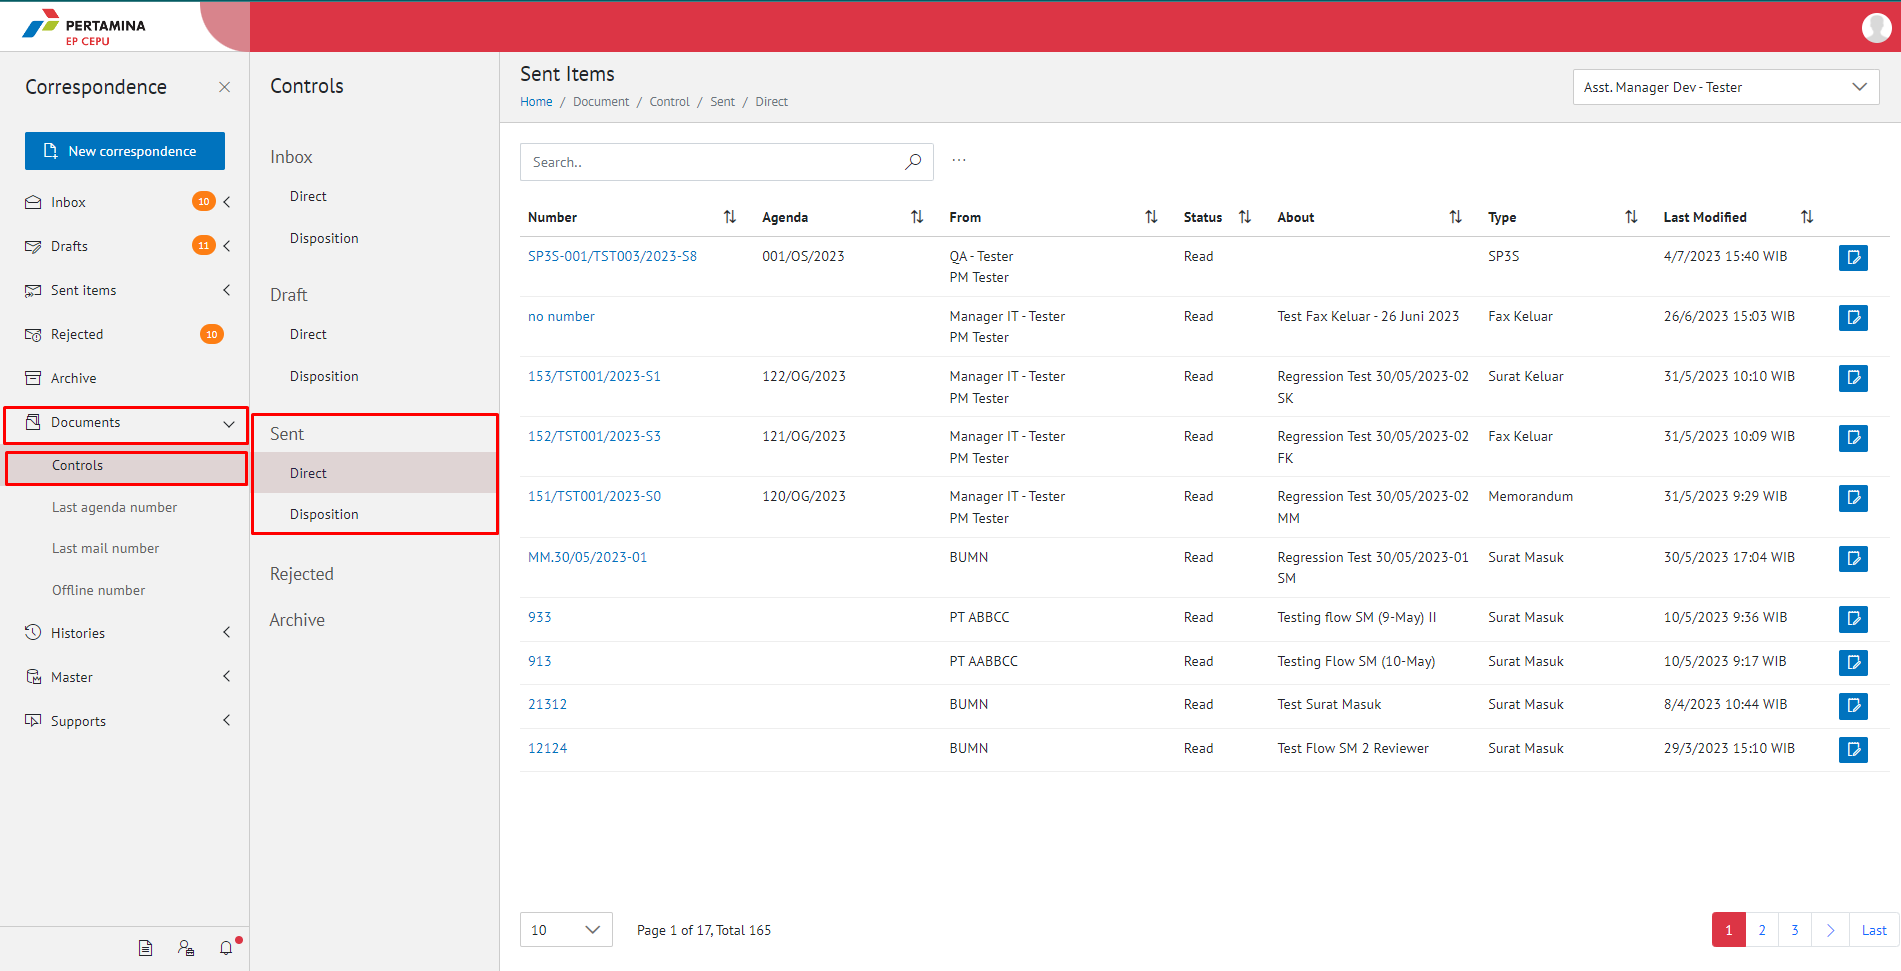 PERTAMINA
EP CEPU
Correspondence
New correspondence
Inbox 10
Drafts 11
Sent items
Rejected 10
Archive
Documents
Controls
Last agenda number
Last mail number
Offline number
Histories
Master
Supports
Controls
Inbox
Direct
Disposition
Draft
Direct
Disposition
Sent
Direct
Disposition
Rejected
Archive
Sent Items
Home / Document / Control / Sent / Direct
Asst. Manager Dev - Tester
Search..
...
Number Agenda From Status About Type Last Modified
SP3S-001/TST003/2023-S8 001/OS/2023 QA - Tester Read SP3S 4/7/2023 15:40 WIB
PM Tester
no number Manager IT - Tester Read Test Fax Keluar - 26 Juni 2023 Fax Keluar 26/6/2023 15:03 WIB
PM Tester
153/TST001/2023-S1 122/OG/2023 Manager IT - Tester Read Regression Test 30/05/2023-02 Surat Keluar 31/5/2023 10:10 WIB
PM Tester SK
152/TST001/2023-S3 121/OG/2023 Manager IT - Tester Read Regression Test 30/05/2023-02 Fax Keluar 31/5/2023 10:09 WIB
PM Tester FK
151/TST001/2023-S0 120/OG/2023 Manager IT - Tester Read Regression Test 30/05/2023-02 Memorandum 31/5/2023 9:29 WIB
PM Tester MM
MM.30/05/2023-01 BUMN Read Regression Test 30/05/2023-01 Surat Masuk 30/5/2023 17:04 WIB
SM
933 PT ABBCC Read Testing flow SM (9-May) II Surat Masuk 10/5/2023 9:36 WIB
913 PT AABBCC Read Testing Flow SM (10-May) Surat Masuk 10/5/2023 9:17 WIB
21312 BUMN Read Test Surat Masuk Surat Masuk 8/4/2023 10:44 WIB
12124 BUMN Read Test Flow SM 2 Reviewer Surat Masuk 29/3/2023 15:10 WIB
10 Page 1 of 17, Total 165 1 2 3 Last